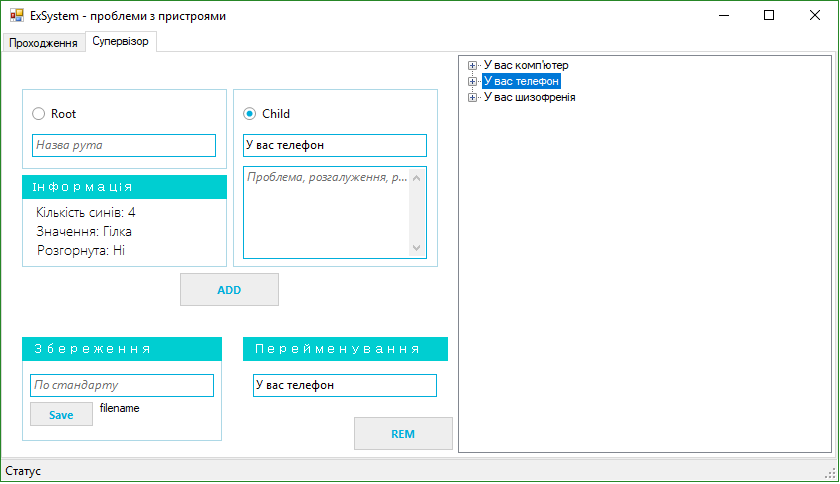 ExSystem - проблеми з пристроями
Проходження
Супервізор
Root
Назва рута
Child
У вас телефон
Проблема, розгалуження, р...
Інформація
Кількість синів: 4
Значення: Гілка
Розгорнута: Ні
ADD
Збереження
По стандарту
Save
filename
Перейменування
У вас телефон
REM
У вас комп'ютер
У вас телефон
У вас шизофренія
Статус